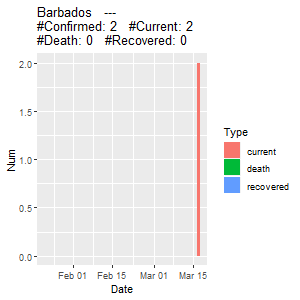 Barbados   ---
#Confirmed: 2   #Current: 2
#Death: 0   #Recovered: 0
2.0
1.5
1.0
0.5
0.0
Num
Feb 01   Feb 15   Mar 01   Mar 15
Date
Type
current
death
recovered